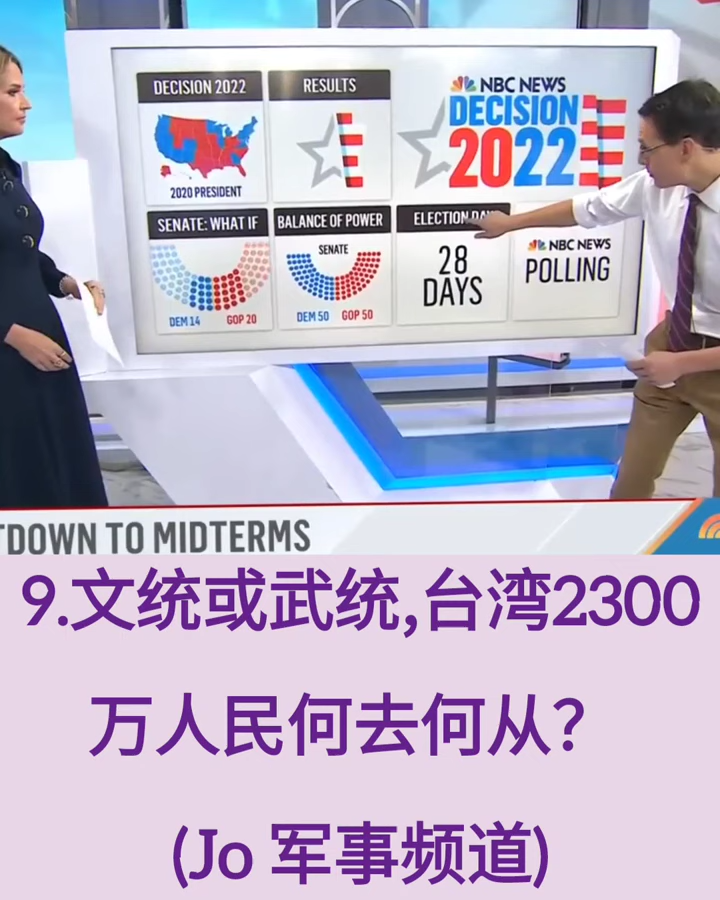 DECISION 2022
2020 PRESIDENT
RESULTS
NBC NEWS
DECISION
2022
SENATE: WHAT IF
DEM 14 GOP 20
BALANCE OF POWER
SENATE
DEM 50 GOP 50
ELECTION
28
DAYS
NBC NEWS
POLLING
TDOWN TO MIDTERMS
9.文统或武统,台湾2300
万人民何去何从?
(Jo 军事频道)